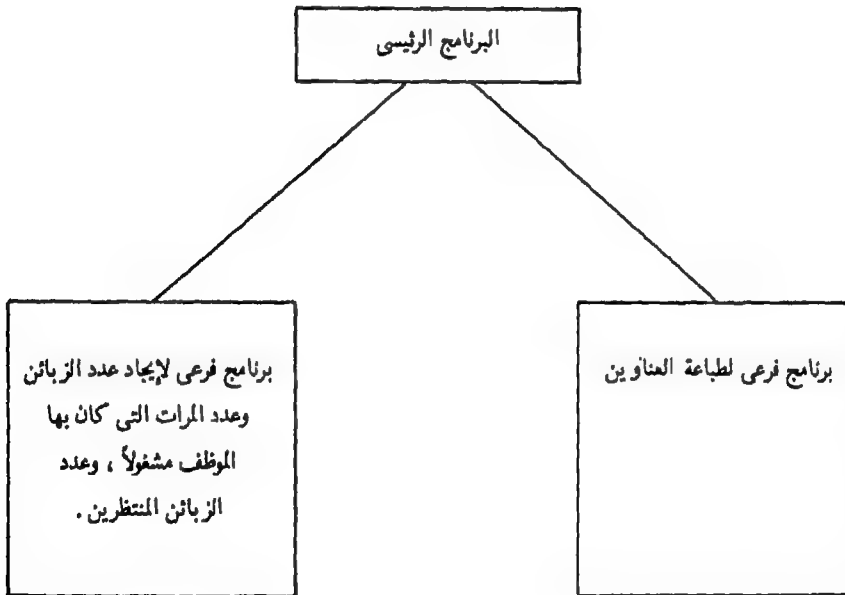 البرنامج الرئيسى
برنامج فرعى لطباعة العناوين
برنامج فرعى لإيجاد عدد الزبائن
وعدد المرات التى كان بها
الموظف مشغولاً ، وعدد
الزبائن المنتظرين .